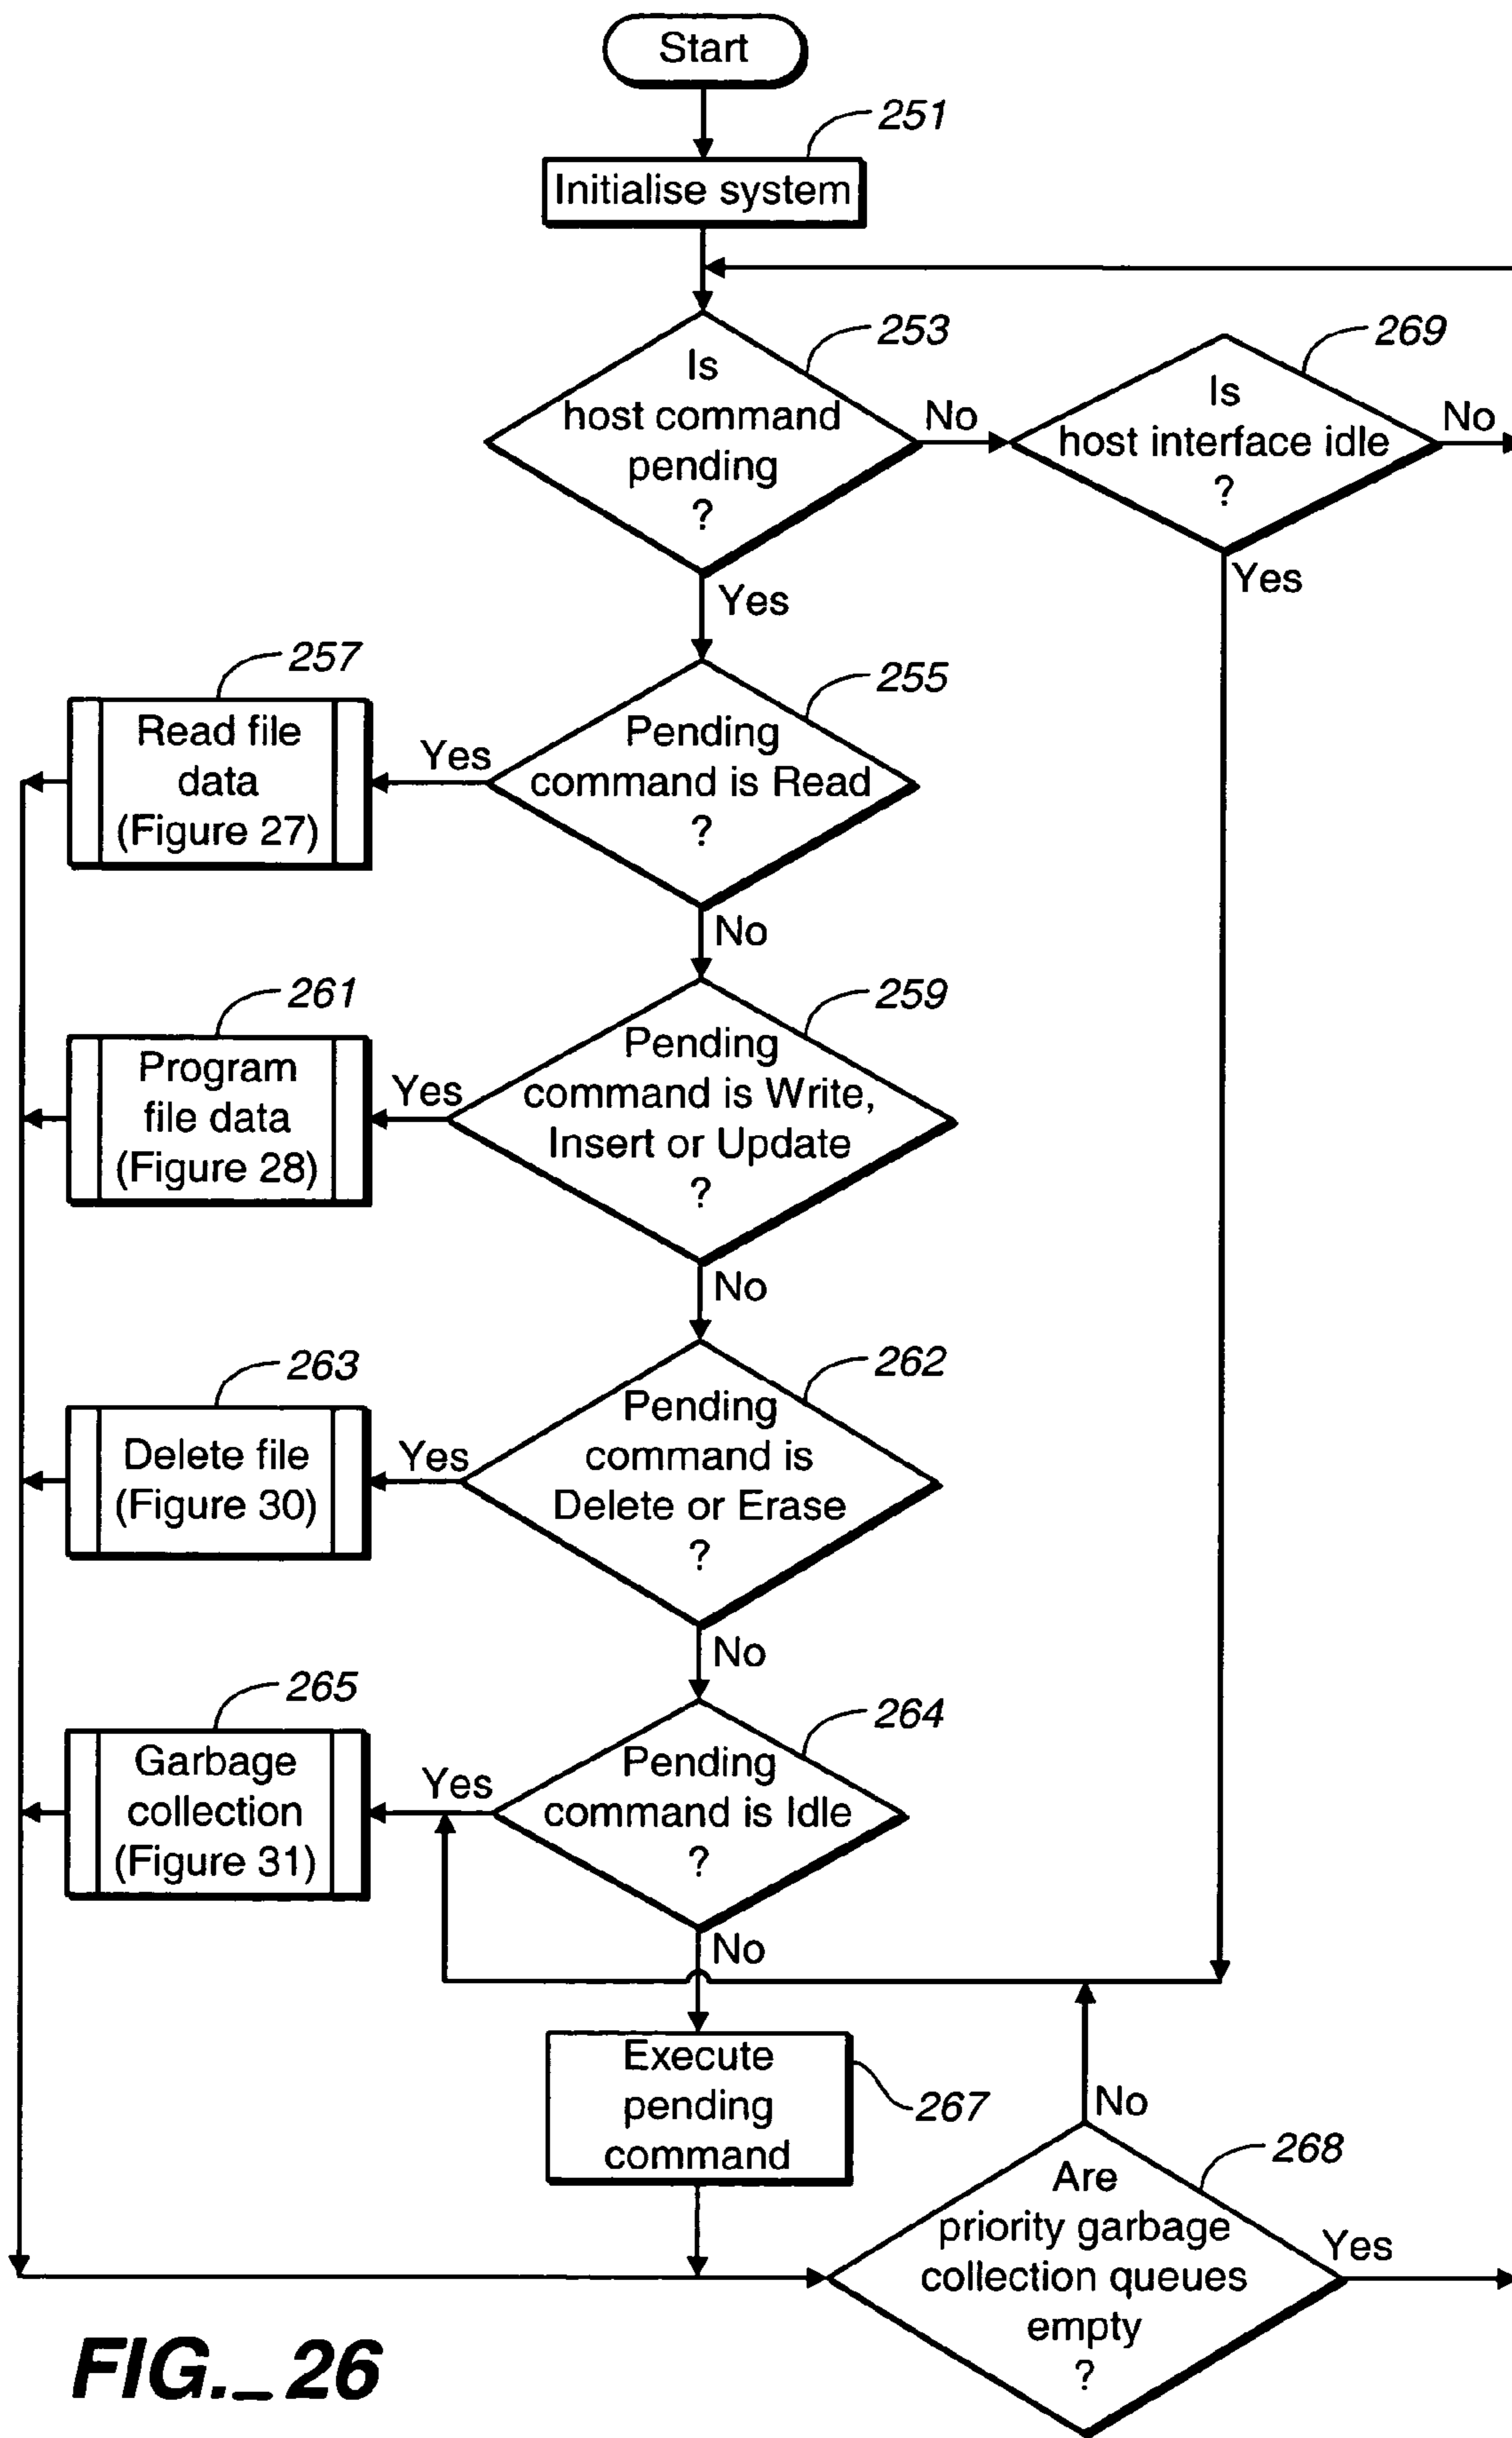 Start
251
Initialise system
253
Is
host command
pending
?
No
269
Is
host interface idle
?
No
Yes
Yes
257
Read file
data
(Figure 27)
Yes
255
Pending
command is Read
?
No
261
Program
file data
(Figure 28)
Yes
259
Pending
command is Write,
Insert or Update
?
No
263
Delete file
(Figure 30)
Yes
262
Pending
command is
Delete or Erase
?
No
265
Garbage
collection
(Figure 31)
Yes
264
Pending
command is Idle
?
No
Execute
pending
command
267
No
268
Are
priority garbage
collection queues
empty
?
Yes
FIG._26